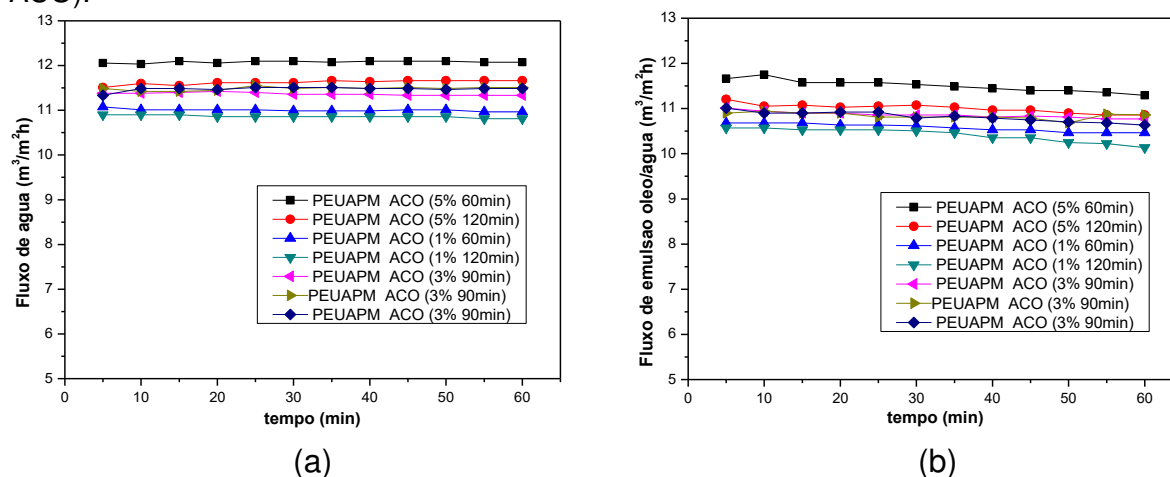 ACO).
13
12
11
10
9
8
7
6
5
Fluxo de agua (m³/m²h)
PEUAPM ACO (5% 60min)
PEUAPM ACO (5% 120min)
PEUAPM ACO (1% 60min)
PEUAPM ACO (1% 120min)
PEUAPM ACO (3% 90min)
PEUAPM ACO (3% 90min)
PEUAPM ACO (3% 90min)
0 10 20 30 40 50 60
tempo (min)
(a)
13
12
11
10
9
8
7
6
5
Fluxo de emulsao oleo/agua (m³/m²h)
PEUAPM ACO (5% 60min)
PEUAPM ACO (5% 120min)
PEUAPM ACO (1% 60min)
PEUAPM ACO (1% 120min)
PEUAPM ACO (3% 90min)
PEUAPM ACO (3% 90min)
PEUAPM ACO (3% 90min)
0 10 20 30 40 50 60
tempo (min)
(b)